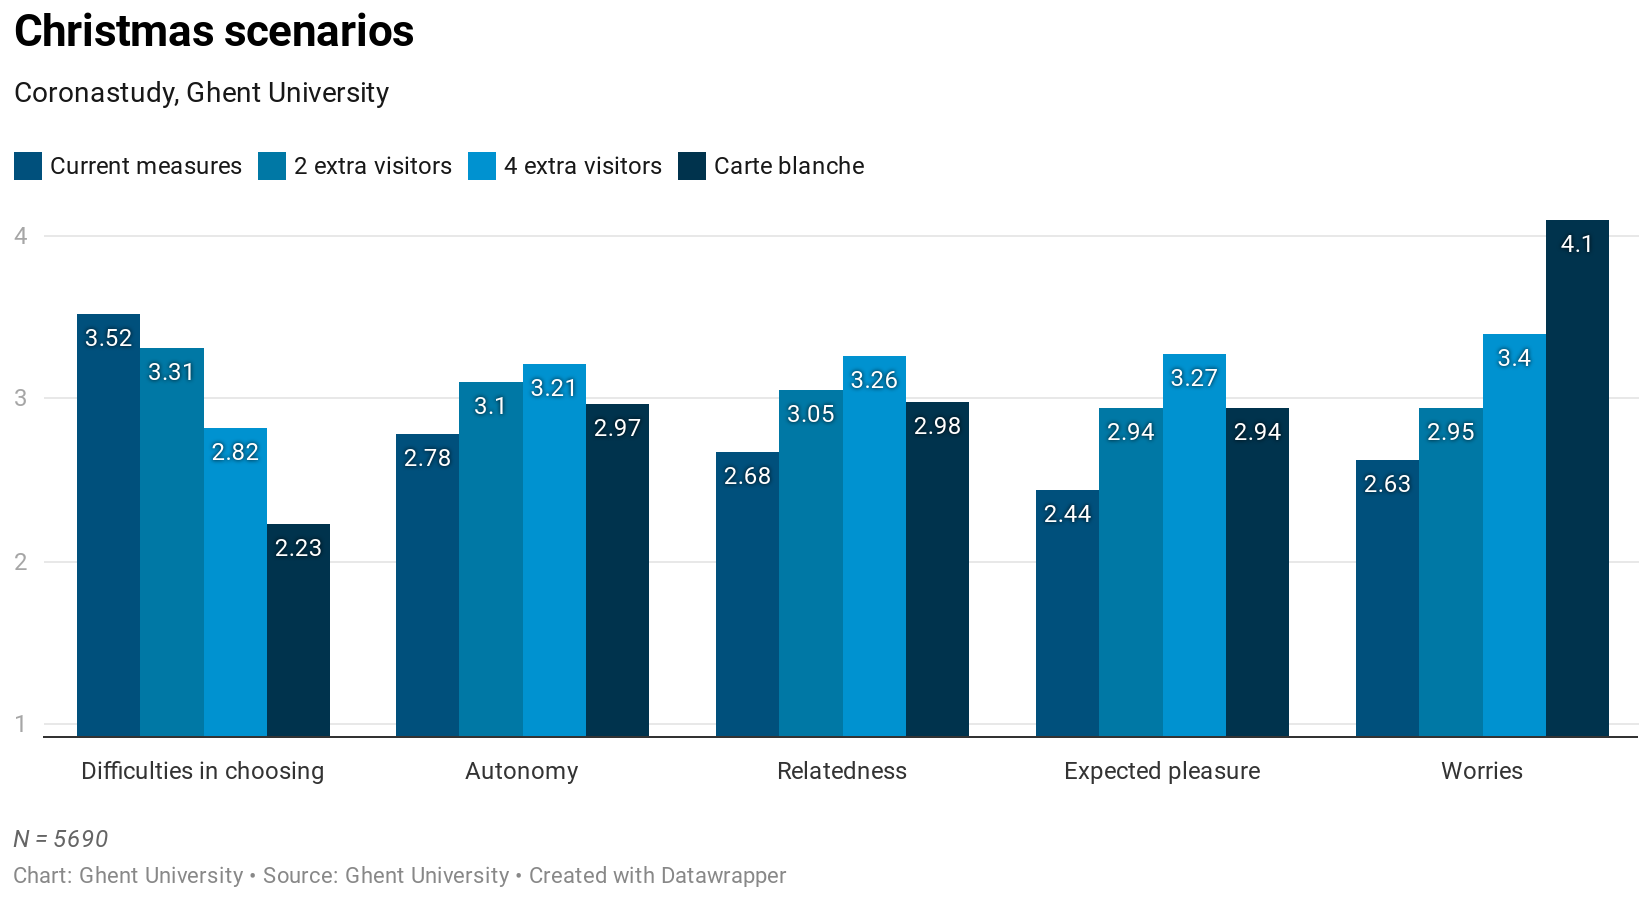 Christmas scenarios
Coronastudy, Ghent University
Current measures 2 extra visitors 4 extra visitors Carte blanche
4
3
2
1
3.52 3.31 2.82 2.23
2.78 3.1 3.21 2.97
2.68 3.05 3.26 2.98
2.44 2.94 3.27 2.94
2.63 2.95 3.4 4.1
Difficulties in choosing Autonomy Relatedness Expected pleasure Worries
N = 5690
Chart: Ghent University • Source: Ghent University • Created with Datawrapper